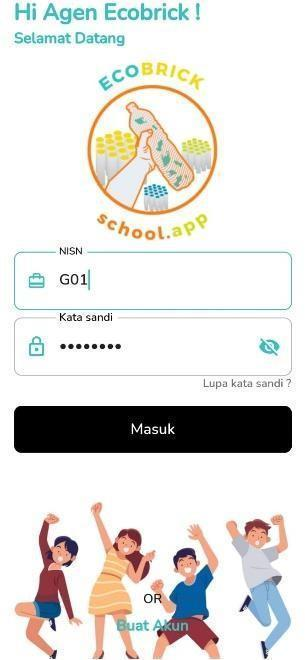 Hi Agen Ecobrick !
Selamat Datang
ECOBRICK
school.app
NISN
G01
Kata sandi
••••••••
Lupa kata sandi ?
Masuk
OR
Buat Akun